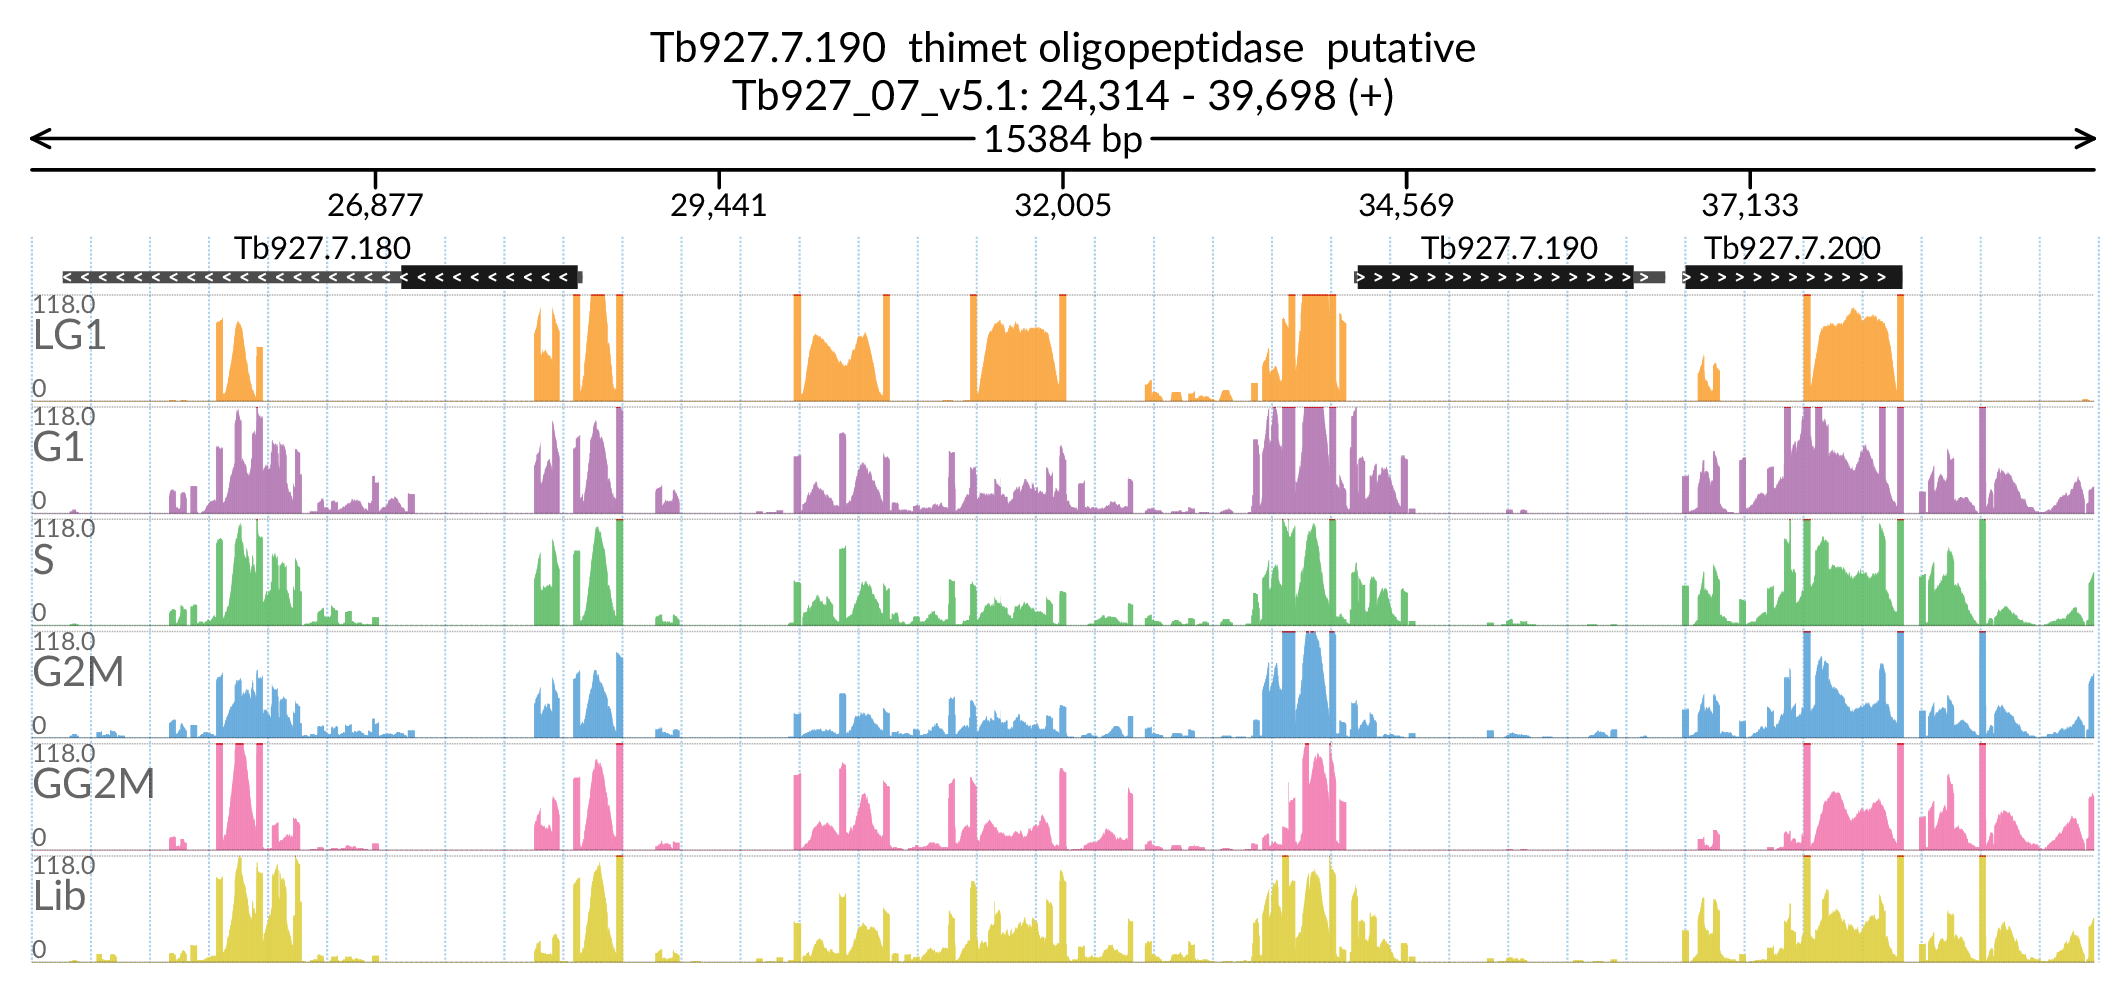 Tb927.7.190 thimet oligopeptidase putative
Tb927_07_v5.1: 24,314 - 39,698 (+)
15384 bp
26,877 29,441 32,005 34,569 37,133
Tb927.7.180 Tb927.7.190 Tb927.7.200
118.0
LG1
0
118.0
G1
0
118.0
S
0
118.0
G2M
0
118.0
GG2M
0
118.0
Lib
0